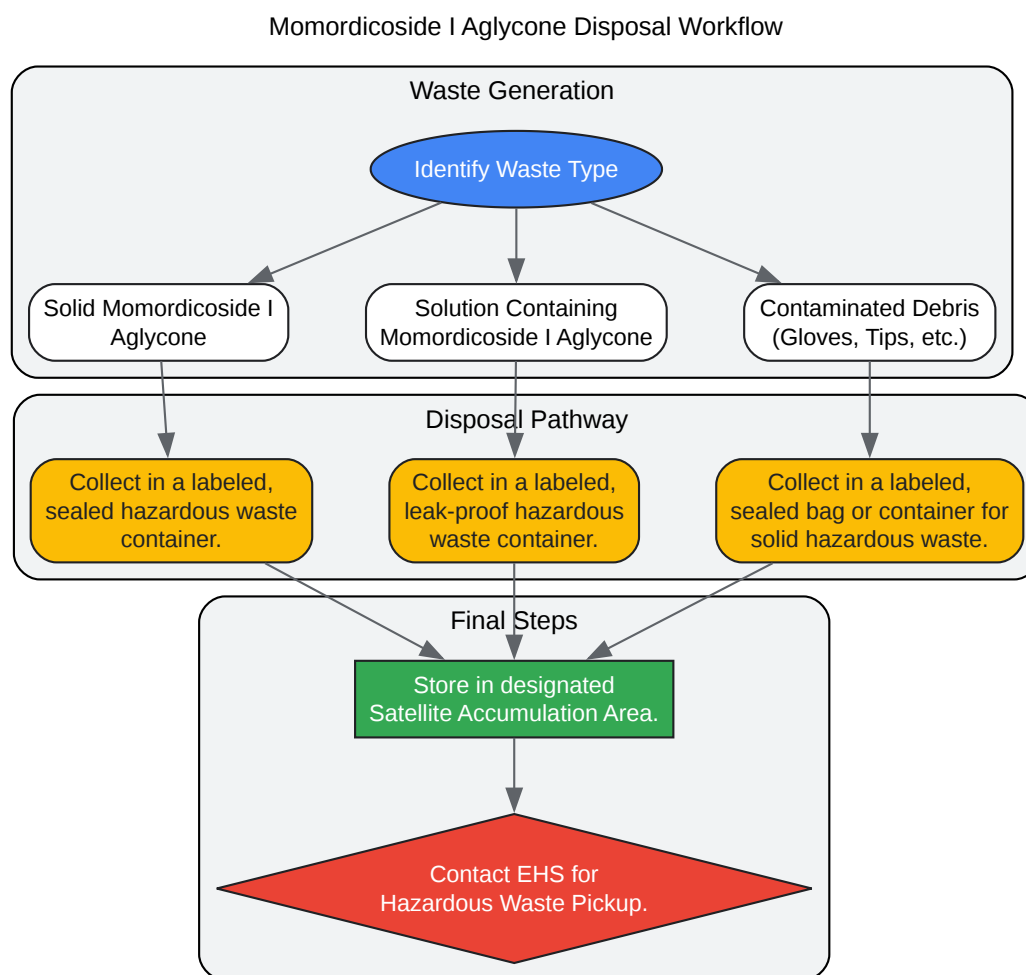 Momordicoside I Aglycone Disposal Workflow
Waste Generation
Identify Waste Type
Solid Momordicoside I
Aglycone
Solution Containing
Momordicoside I Aglycone
Contaminated Debris
(Gloves, Tips, etc.)
Disposal Pathway
Collect in a labeled,
sealed hazardous waste
container.
Collect in a labeled,
leak-proof hazardous
waste container.
Collect in a labeled,
sealed bag or container for
solid hazardous waste.
Final Steps
Store in designated
Satellite Accumulation Area.
Contact EHS for
Hazardous Waste Pickup.